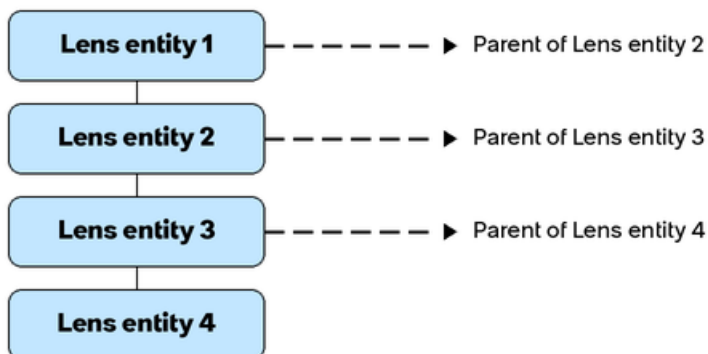 Lens entity 1
Parent of Lens entity 2
Lens entity 2
Parent of Lens entity 3
Lens entity 3
Parent of Lens entity 4
Lens entity 4